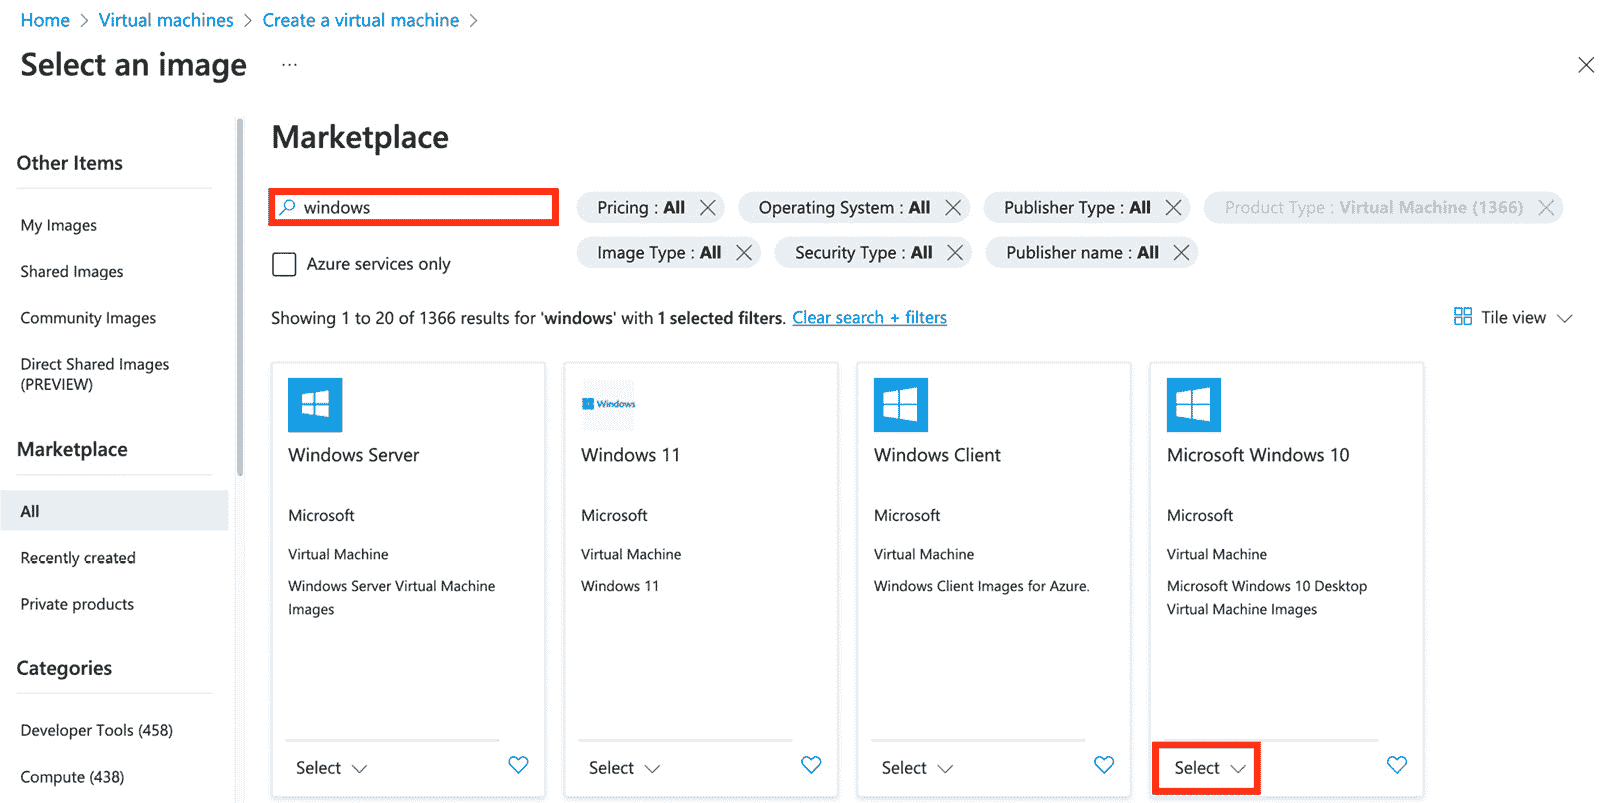 Home > Virtual machines > Create a virtual machine >
Select an image ...
Other Items
My Images
Shared Images
Community Images
Direct Shared Images
(PREVIEW)
Marketplace
All
Recently created
Private products
Categories
Developer Tools (458)
Compute (438)
Marketplace
windows
Pricing : All
Operating System : All
Publisher Type : All
Product Type : Virtual Machine (1366)
Image Type : All
Security Type : All
Publisher name : All
Azure services only
Showing 1 to 20 of 1366 results for 'windows' with 1 selected filters. Clear search + filters
Tile view
Windows Server
Microsoft
Virtual Machine
Windows Server Virtual Machine
Images
Select
Windows
Windows 11
Microsoft
Virtual Machine
Windows 11
Select
Windows Client
Microsoft
Virtual Machine
Windows Client Images for Azure.
Select
Microsoft Windows 10
Microsoft
Virtual Machine
Microsoft Windows 10 Desktop
Virtual Machine Images
Select